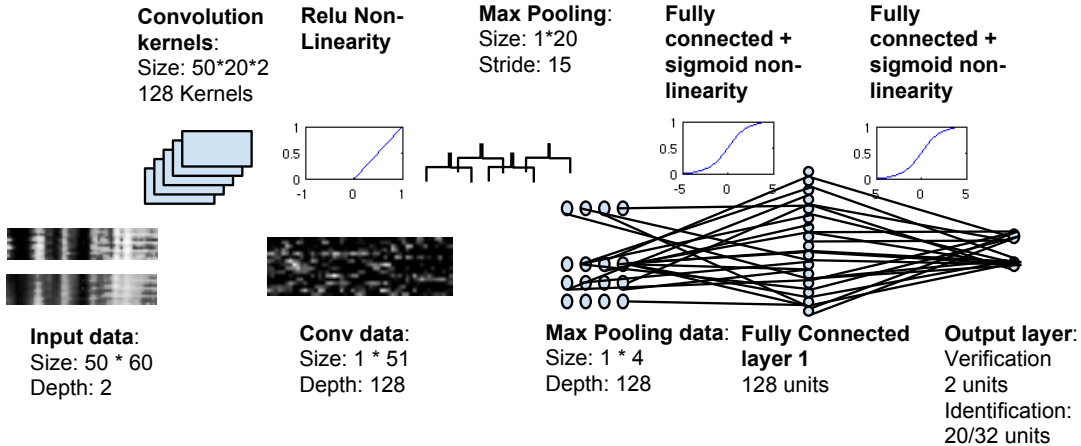 Convolution
kernels:
Size: 50*20*2
128 Kernels
Relu Non-
Linearity
Max Pooling:
Size: 1*20
Stride: 15
Fully
connected +
sigmoid non-
linearity
Fully
connected +
sigmoid non-
linearity
1
0.5
0
-1
0
1
1
0.5
0
-5
0
5
1
0.5
0
-5
0
5
Input data:
Size: 50 * 60
Depth: 2
Conv data:
Size: 1 * 51
Depth: 128
Max Pooling data:
Size: 1 * 4
Depth: 128
Fully Connected
layer 1
128 units
Output layer:
Verification
2 units
Identification:
20/32 units